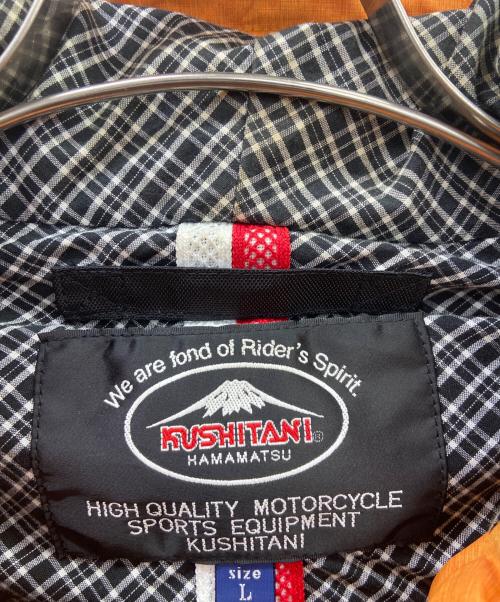 We are fond of Rider's Spirit.
KUSHITANI®
HAMAMATSU
HIGH QUALITY MOTORCYCLE
SPORTS EQUIPMENT
KUSHITANI
size
L